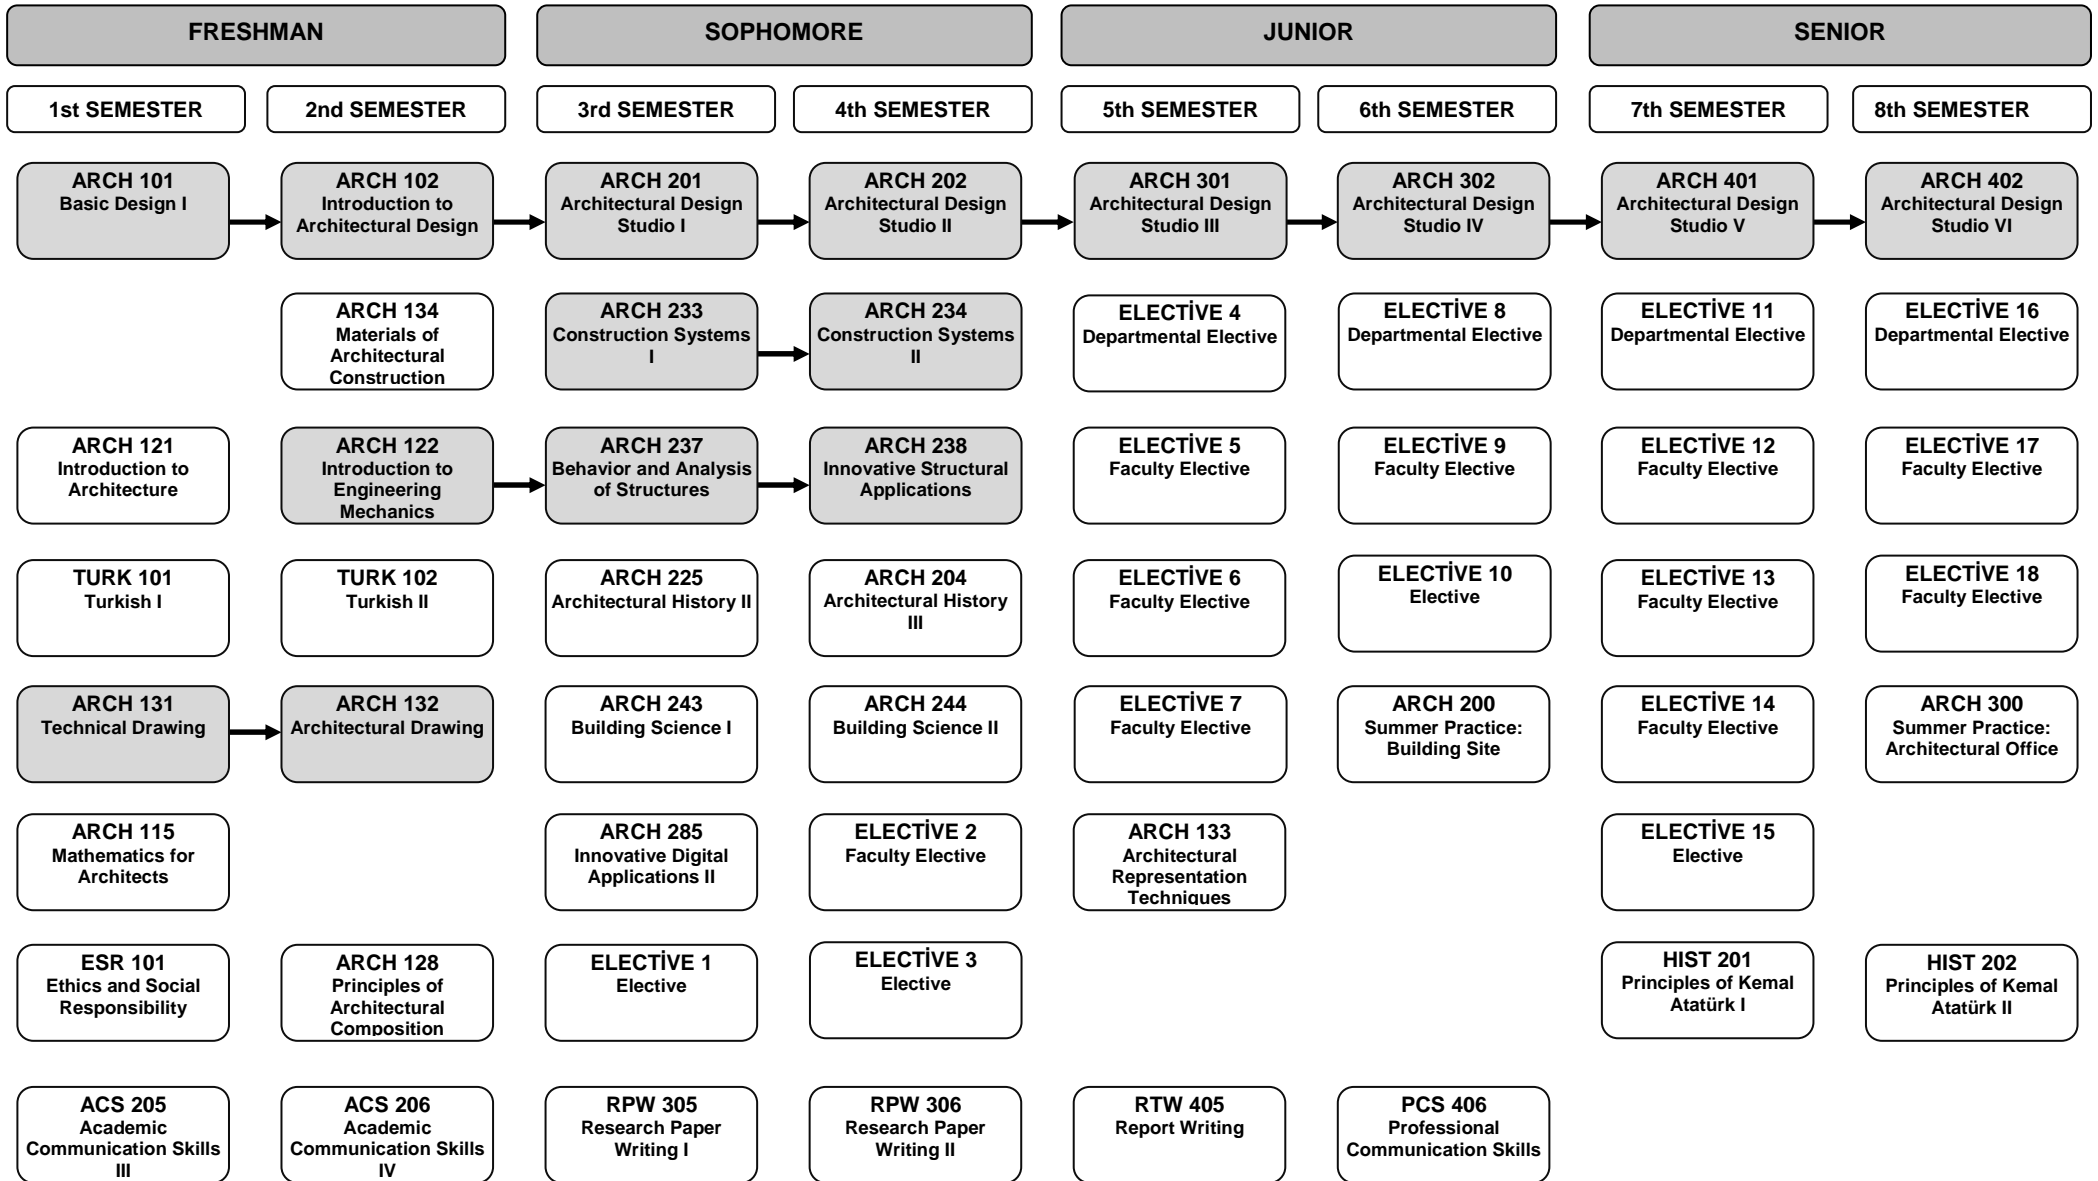 FRESHMAN
SOPHOMORE
JUNIOR
SENIOR
1st SEMESTER
2nd SEMESTER
3rd SEMESTER
4th SEMESTER
5th SEMESTER
6th SEMESTER
7th SEMESTER
8th SEMESTER
ARCH 101
Basic Design I
ARCH 102
Introduction to
Architectural Design
ARCH 201
Architectural Design
Studio I
ARCH 202
Architectural Design
Studio II
ARCH 301
Architectural Design
Studio III
ARCH 302
Architectural Design
Studio IV
ARCH 401
Architectural Design
Studio V
ARCH 402
Architectural Design
Studio VI
ARCH 134
Materials of
Architectural
Construction
ARCH 233
Construction Systems
I
ARCH 234
Construction Systems
II
ELECTİVE 4
Departmental Elective
ELECTİVE 8
Departmental Elective
ELECTİVE 11
Departmental Elective
ELECTİVE 16
Departmental Elective
ARCH 121
Introduction to
Architecture
ARCH 122
Introduction to
Engineering
Mechanics
ARCH 237
Behavior and Analysis
of Structures
ARCH 238
Innovative Structural
Applications
ELECTİVE 5
Faculty Elective
ELECTİVE 9
Faculty Elective
ELECTİVE 12
Faculty Elective
ELECTİVE 17
Faculty Elective
TURK 101
Turkish I
TURK 102
Turkish II
ARCH 225
Architectural History II
ARCH 204
Architectural History
III
ELECTİVE 6
Faculty Elective
ELECTİVE 10
Elective
ELECTİVE 13
Faculty Elective
ELECTİVE 18
Faculty Elective
ARCH 131
Technical Drawing
ARCH 132
Architectural Drawing
ARCH 243
Building Science I
ARCH 244
Building Science II
ELECTİVE 7
Faculty Elective
ARCH 200
Summer Practice:
Building Site
ELECTİVE 14
Faculty Elective
ARCH 300
Summer Practice:
Architectural Office
ARCH 115
Mathematics for
Architects
ARCH 285
Innovative Digital
Applications II
ELECTİVE 2
Faculty Elective
ARCH 133
Architectural
Representation
Techniques
ELECTİVE 15
Elective
ESR 101
Ethics and Social
Responsibility
ARCH 128
Principles of
Architectural
Composition
ELECTİVE 1
Elective
ELECTİVE 3
Elective
HIST 201
Principles of Kemal
Atatürk I
HIST 202
Principles of Kemal
Atatürk II
ACS 205
Academic
Communication Skills
III
ACS 206
Academic
Communication Skills
IV
RPW 305
Research Paper
Writing I
RPW 306
Research Paper
Writing II
RTW 405
Report Writing
PCS 406
Professional
Communication Skills